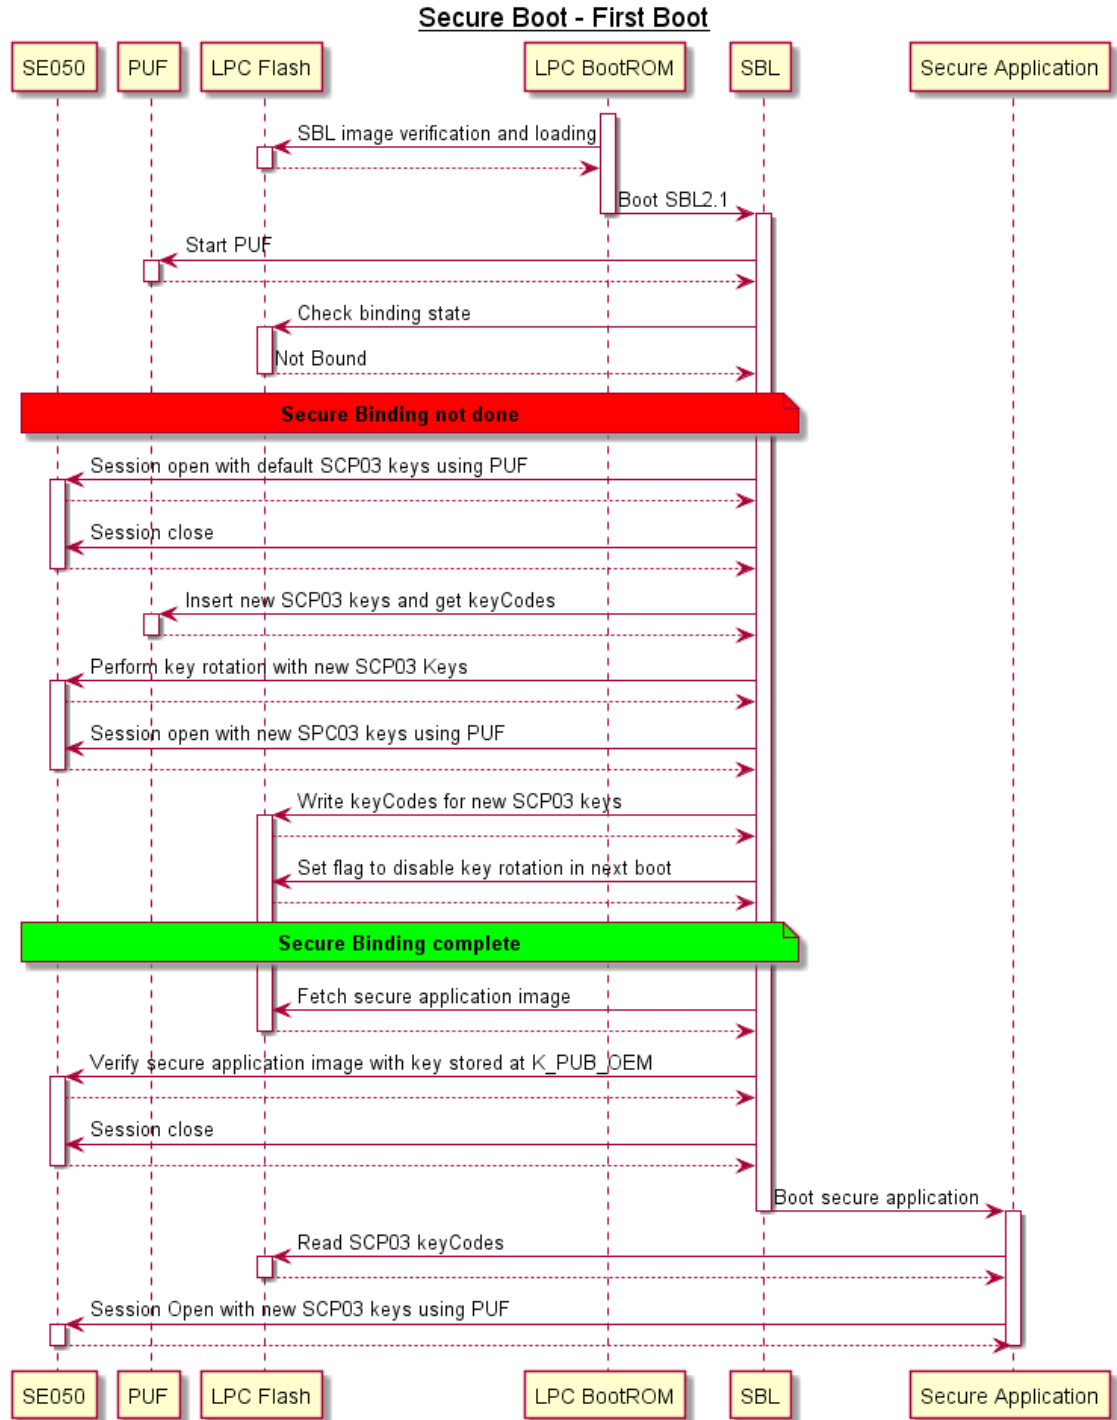 Secure Boot - First Boot
SE050 PUF LPC Flash LPC BootROM SBL Secure Application
SBL image verification and loading
Boot SBL2.1
Start PUF
Check binding state
Not Bound
Secure Binding not done
Session open with default SCP03 keys using PUF
Session close
Insert new SCP03 keys and get keyCodes
Perform key rotation with new SCP03 Keys
Session open with new SPC03 keys using PUF
Write keyCodes for new SCP03 keys
Set flag to disable key rotation in next boot
Secure Binding complete
Fetch secure application image
Verify secure application image with key stored at K_PUB_OEM
Session close
Boot secure application
Read SCP03 keyCodes
Session Open with new SCP03 keys using PUF
SE050 PUF LPC Flash LPC BootROM SBL Secure Application